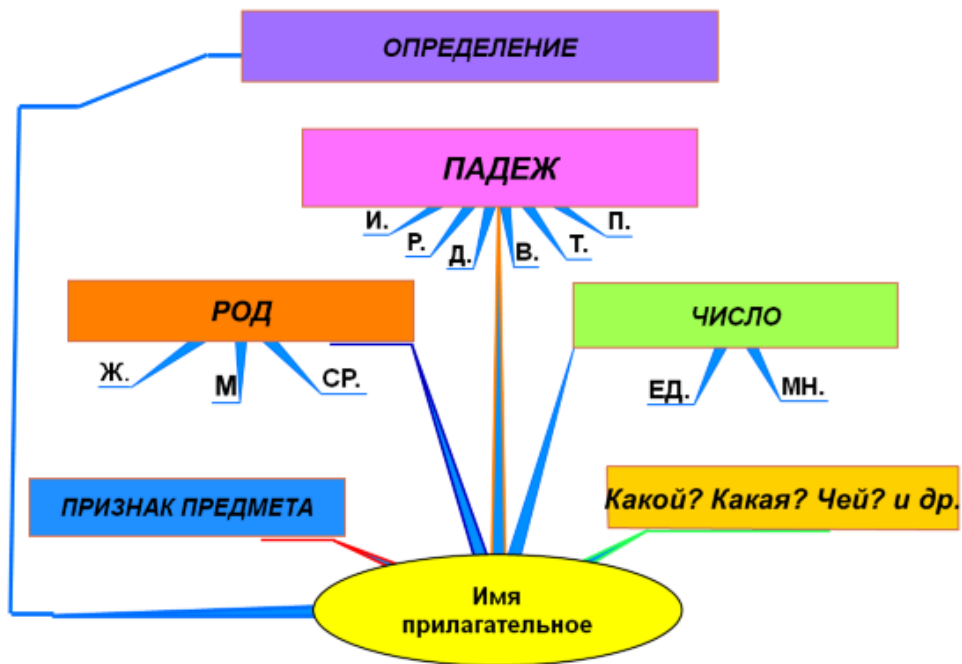 ОПРЕДЕЛЕНИЕ
ПАДЕЖ
И.
Р.
Д.
В.
Т.
П.
РОД
Ж.
М
СР.
ЧИСЛО
ЕД.
МН.
ПРИЗНАК ПРЕДМЕТА
Какой? Какая? Чей? и др.
Имя
прилагательное